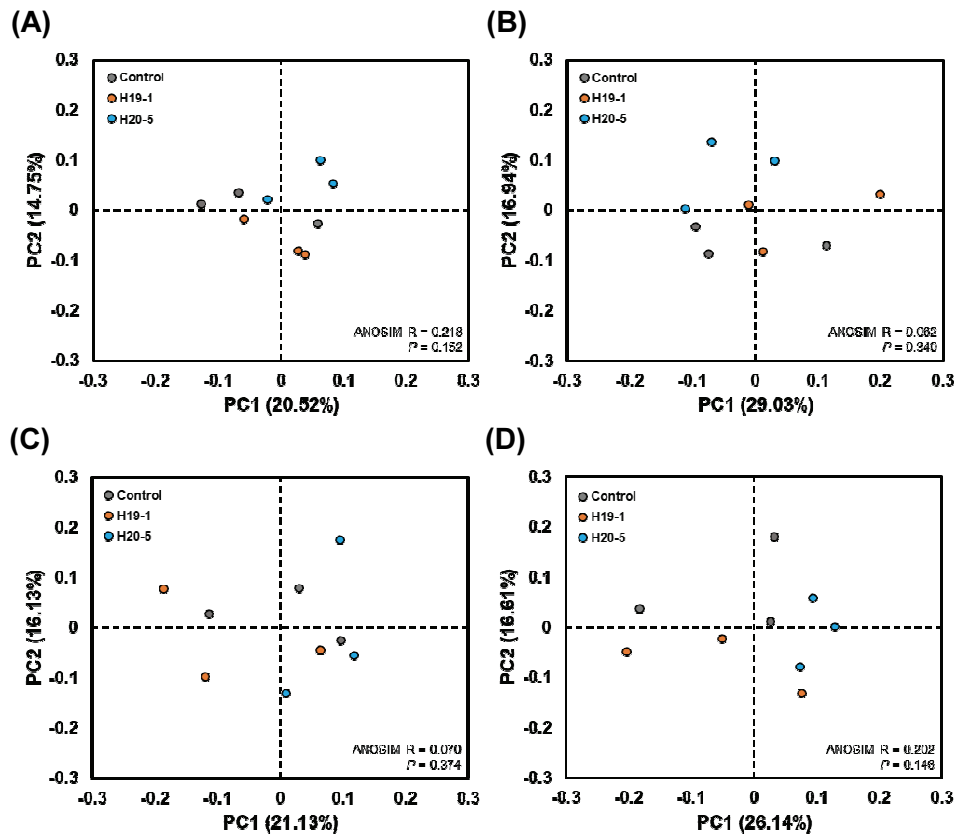 (A)
0.3
Control
H19-1
H20-5
0.2
0.1
0
-0.1
-0.2
-0.3
PC2 (14.75%)
ANOSIM R = 0.218
P = 0.152
-0.3 -0.2 -0.1 0 0.1 0.2 0.3
PC1 (20.52%)
(B)
0.3
Control
H19-1
H20-5
0.2
0.1
0
-0.1
-0.2
-0.3
PC2 (16.94%)
ANOSIM R = 0.062
P = 0.340
-0.3 -0.2 -0.1 0 0.1 0.2 0.3
PC1 (29.03%)
(C)
0.3
Control
H19-1
H20-5
0.2
0.1
0
-0.1
-0.2
-0.3
PC2 (16.13%)
ANOSIM R = 0.070
P = 0.374
-0.3 -0.2 -0.1 0 0.1 0.2 0.3
PC1 (21.13%)
(D)
0.3
Control
H19-1
H20-5
0.2
0.1
0
-0.1
-0.2
-0.3
PC2 (16.61%)
ANOSIM R = 0.202
P = 0.146
-0.3 -0.2 -0.1 0 0.1 0.2 0.3
PC1 (26.14%)